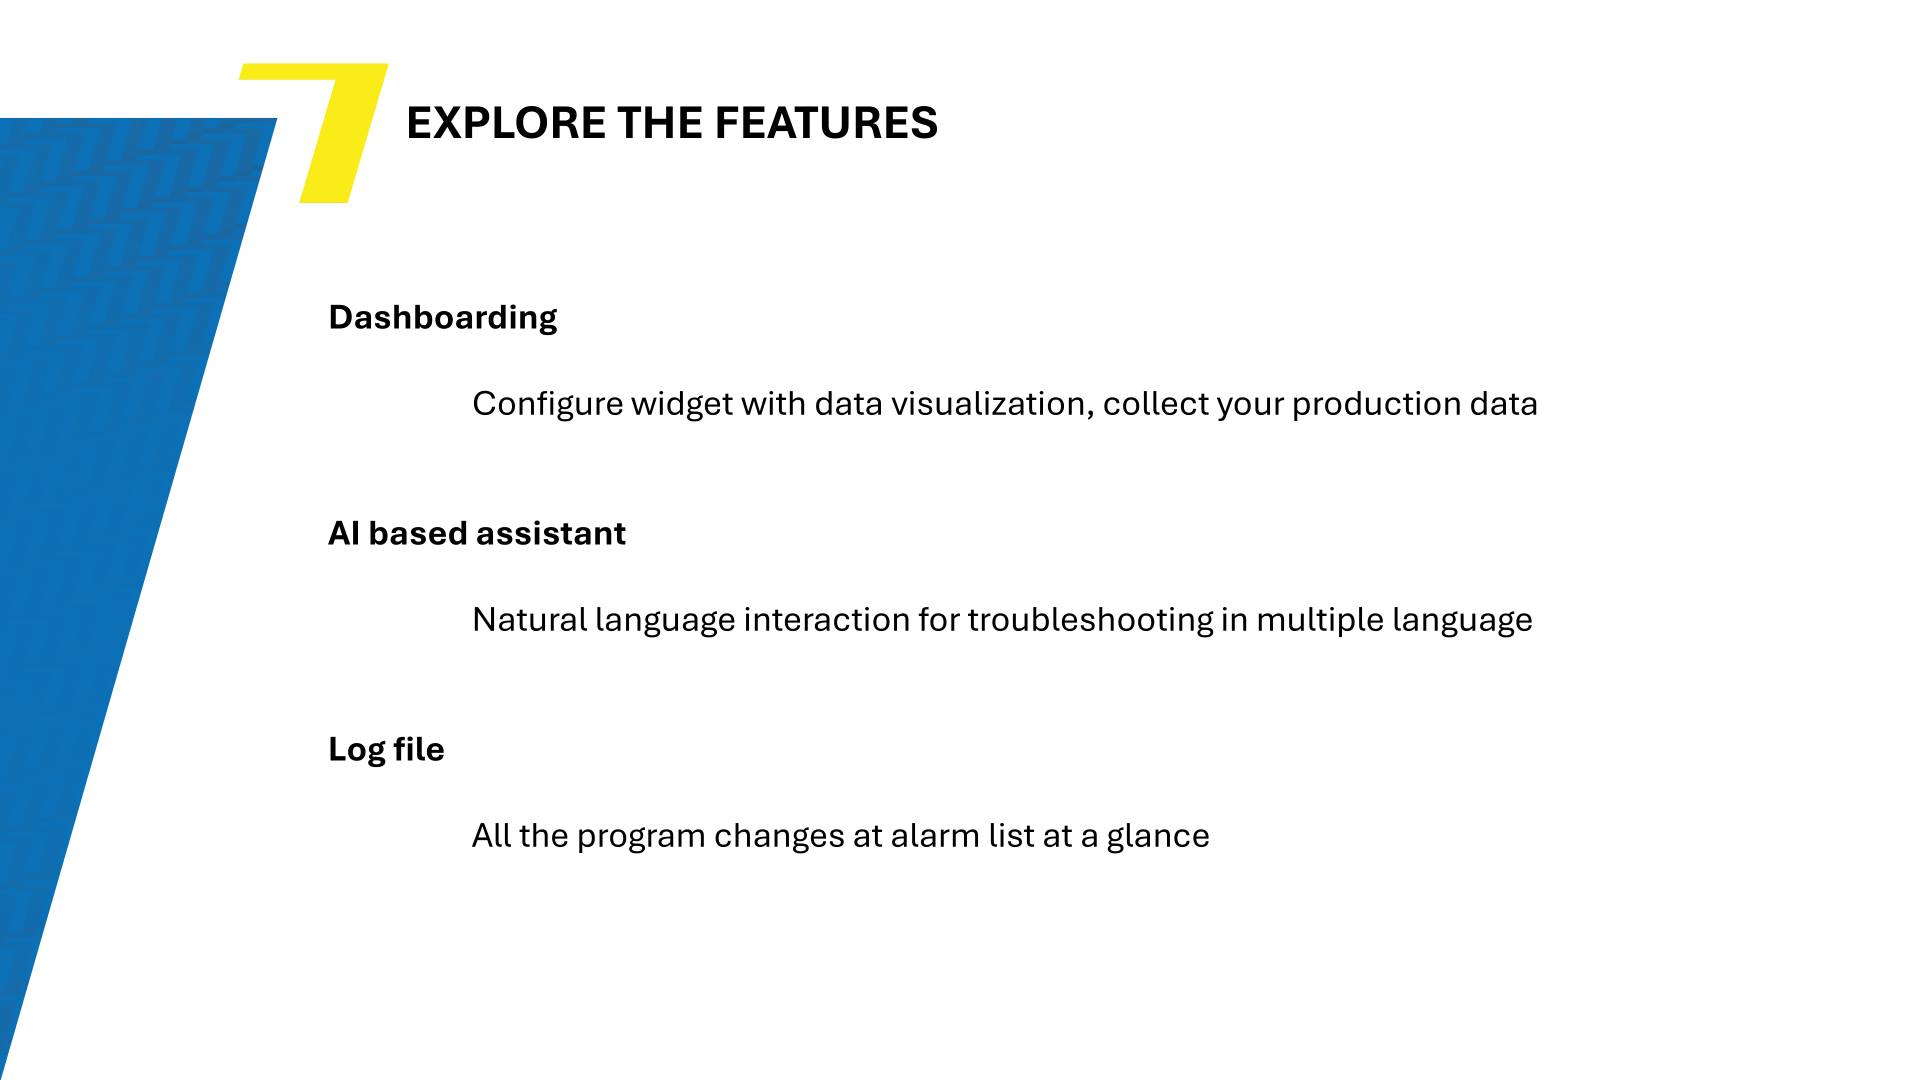 EXPLORE THE FEATURES
Dashboarding
Configure widget with data visualization, collect your production data
AI based assistant
Natural language interaction for troubleshooting in multiple language
Log file
All the program changes at alarm list at a glance